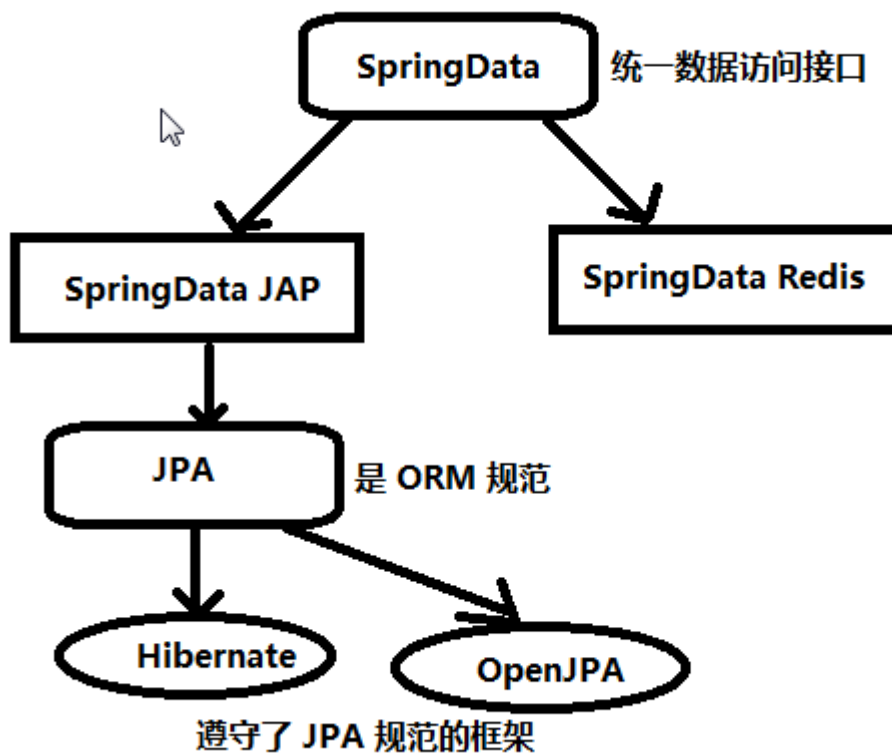 SpringData
统一数据访问接口
SpringData JAP
SpringData Redis
JPA
是 ORM 规范
Hibernate
OpenJPA
遵守了 JPA 规范的框架